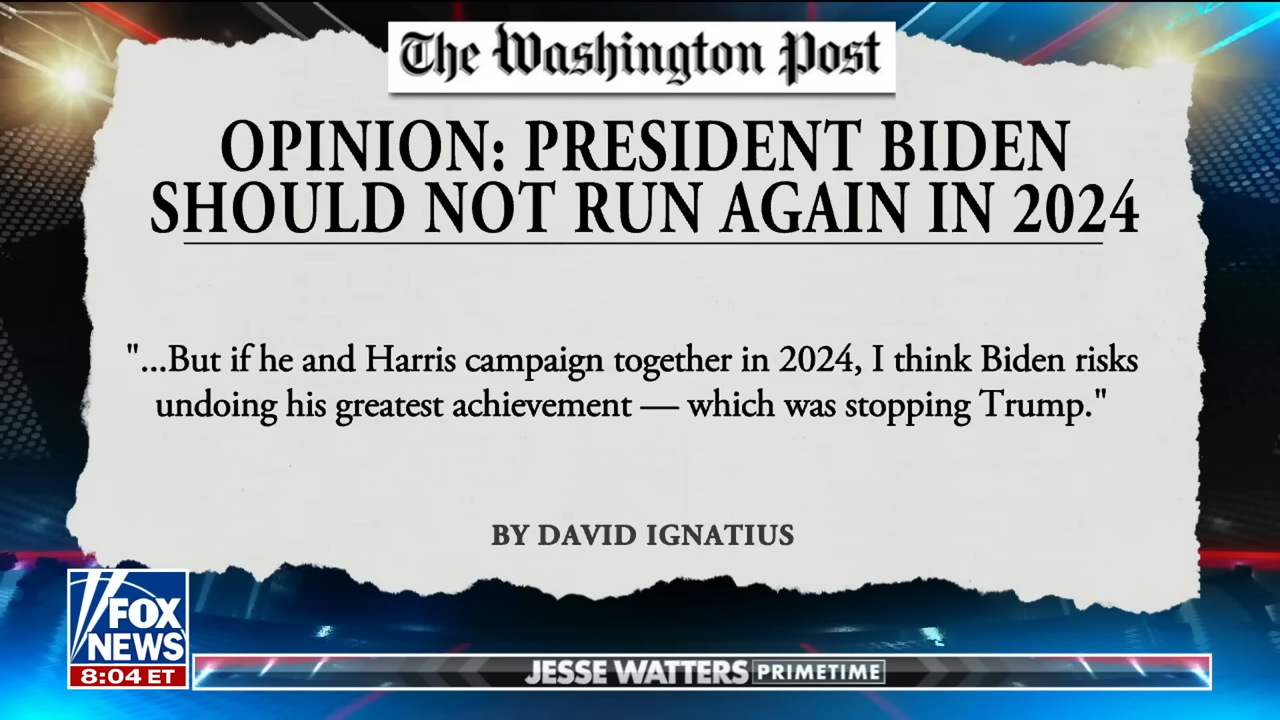 The Washington Post
OPINION: PRESIDENT BIDEN
SHOULD NOT RUN AGAIN IN 2024
"...But if he and Harris campaign together in 2024, I think Biden risks
undoing his greatest achievement — which was stopping Trump."
BY DAVID IGNATIUS
FOX
NEWS
8:04 ET
JESSE WATTERS PRIMETIME